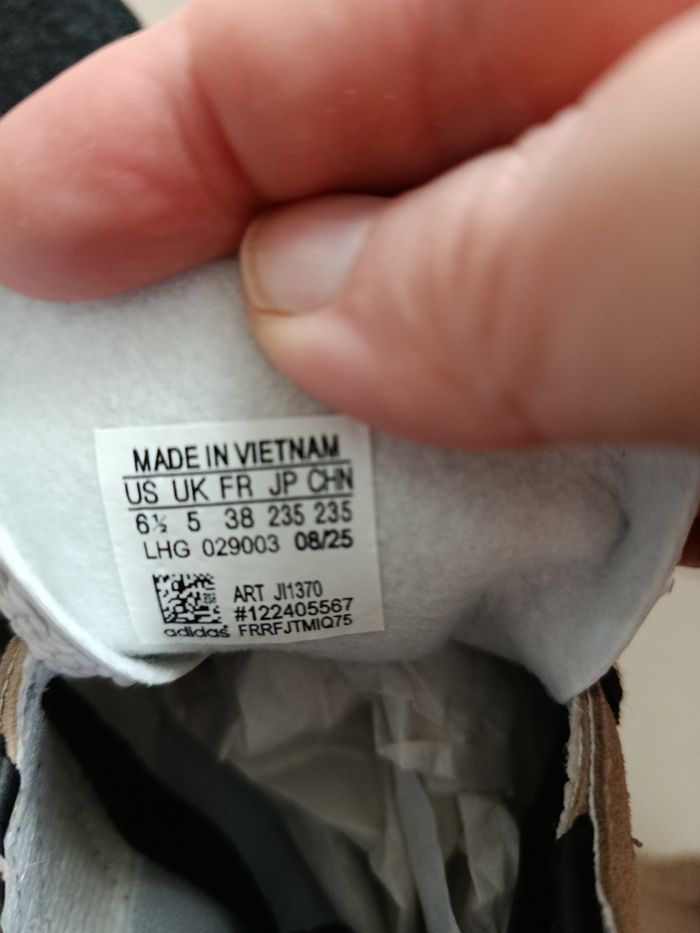 MADE IN VIETNAM
US UK FR JP CHN
6½ 5 38 235 235
LHG 029003 08/25
ART JI1370
#122405567
adidas FRRFJTMIQ75